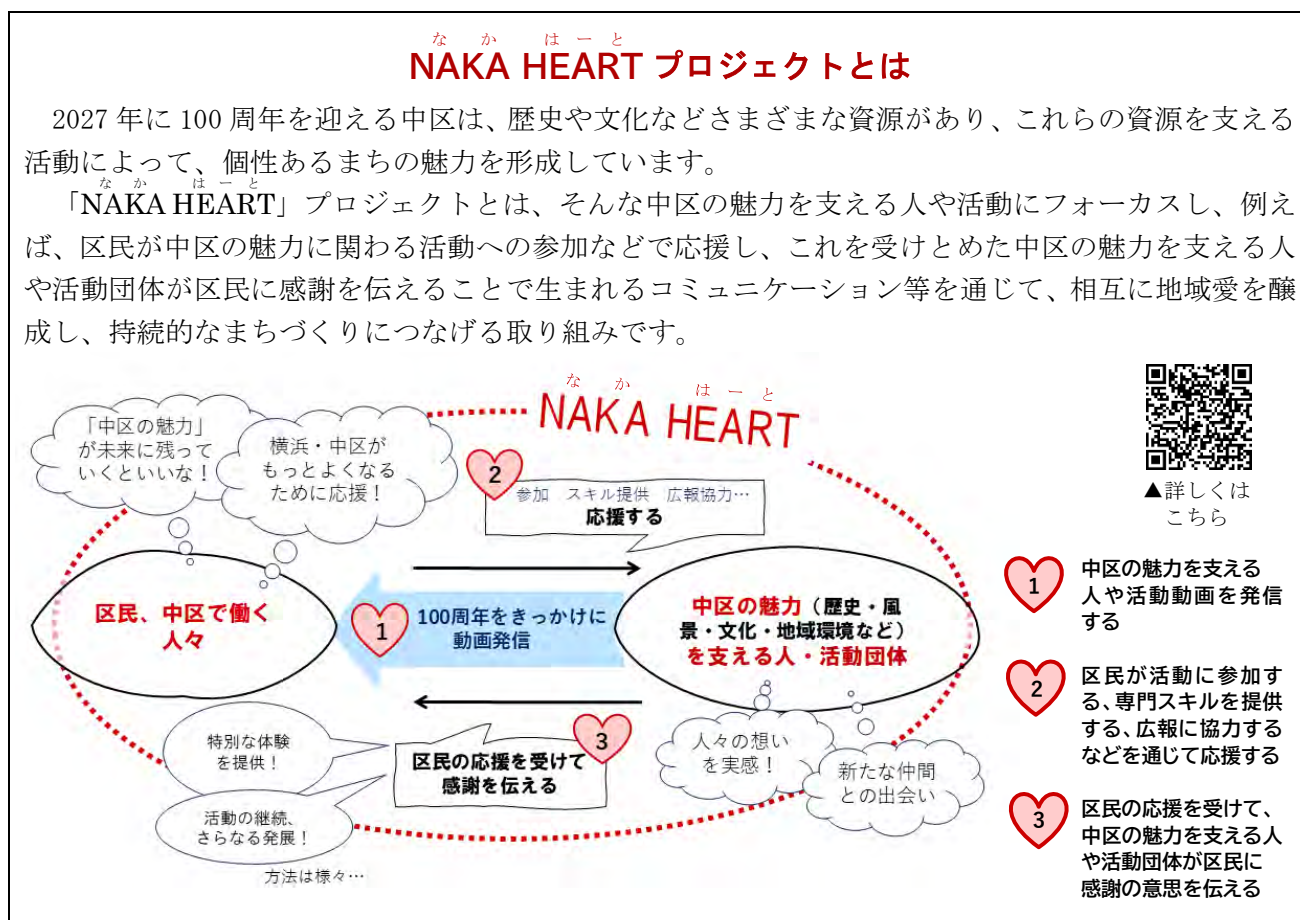 な か は ー と
NAKA HEART プロジェクトとは
2027 年に 100 周年を迎える中区は、歴史や文化などさまざまな資源があり、これらの資源を支える
活動によって、個性あるまちの魅力を形成しています。
な か は ー と
「NAKA HEART」プロジェクトとは、そんな中区の魅力を支える人や活動にフォーカスし、例え
ば、区民が中区の魅力に関わる活動への参加などで応援し、これを受けとめた中区の魅力を支える人
や活動団体が区民に感謝を伝えることで生まれるコミュニケーション等を通じて、相互に地域愛を醸
成し、持続的なまちづくりにつなげる取り組みです。
な か は ー と
NAKA HEART
「中区の魅力」
が未来に残って
いくといいな！
横浜・中区が
もっとよくなる
ために応援！
2
参加 スキル提供 広報協力…
応援する
区民、中区で働く
人々
1
100周年をきっかけに
動画発信
中区の魅力（歴史・風
景・文化・地域環境など）
を支える人・活動団体
特別な体験
を提供！
区民の応援を受けて
感謝を伝える
3
人々の想い
を実感！
新たな仲間
との出会い
活動の継続、
さらなる発展！
方法は様々…
▲詳しくは
こちら
1
中区の魅力を支える
人や活動動画を発信
する
2
区民が活動に参加す
る、専門スキルを提供
する、広報に協力する
などを通じて応援する
3
区民の応援を受けて、
中区の魅力を支える人
や活動団体が区民に
感謝の意思を伝える